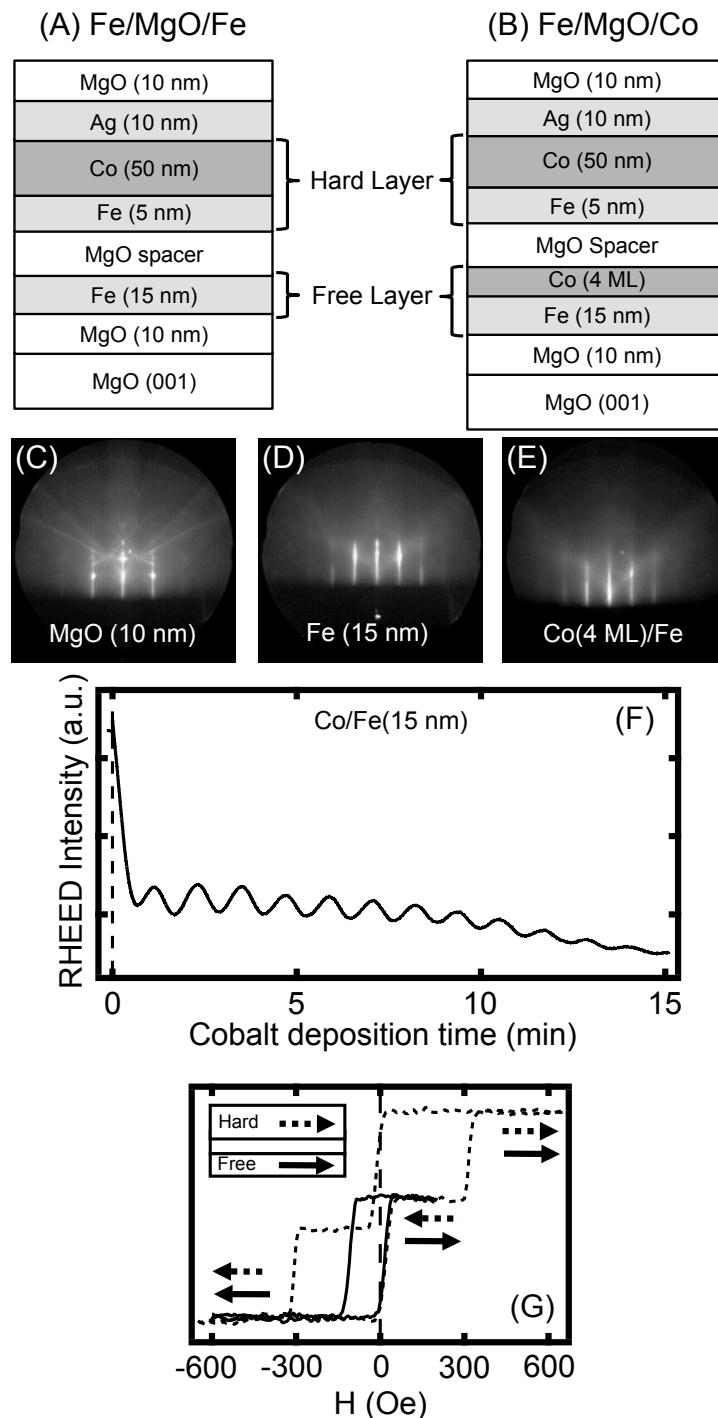 (A) Fe/MgO/Fe
MgO (10 nm)
Ag (10 nm)
Co (50 nm)
Fe (5 nm)
MgO spacer
Fe (15 nm)
MgO (10 nm)
MgO (001)
Hard Layer
Free Layer
(B) Fe/MgO/Co
MgO (10 nm)
Ag (10 nm)
Co (50 nm)
Fe (5 nm)
MgO Spacer
Co (4 ML)
Fe (15 nm)
MgO (10 nm)
MgO (001)
(C)
MgO (10 nm)
(D)
Fe (15 nm)
(E)
Co(4 ML)/Fe
RHEED Intensity (a.u.)
Co/Fe(15 nm)
(F)
0 5 10 15
Cobalt deposition time (min)
Hard
Free
(G)
-600 -300 0 300 600
H (Oe)